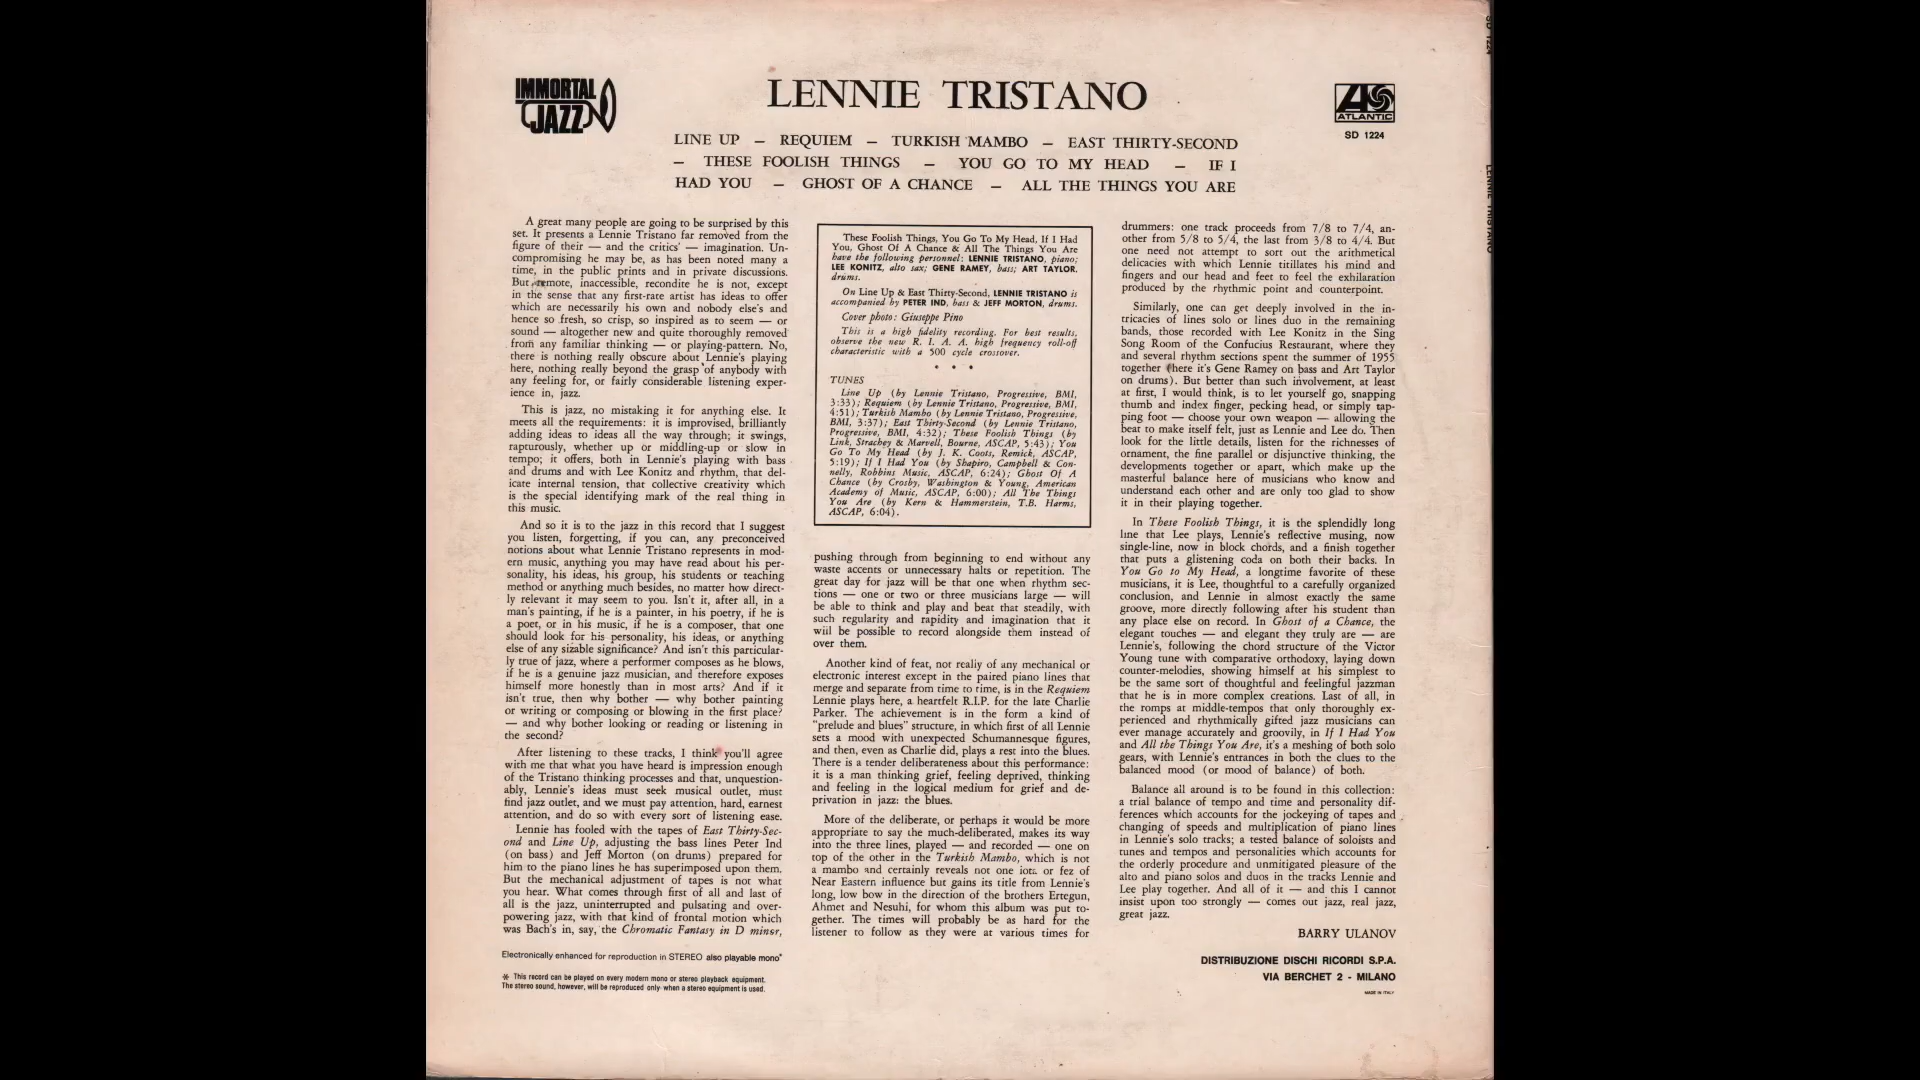 IMMORTAL
JAZZ
LENNIE TRISTANO
ATLANTIC
SD 1224
LINE UP — REQUIEM — TURKISH MAMBO — EAST THIRTY-SECOND
— THESE FOOLISH THINGS — YOU GO TO MY HEAD — IF I
HAD YOU — GHOST OF A CHANCE — ALL THE THINGS YOU ARE
A great many people are going to be surprised by this
set. It presents a Lennie Tristano far removed from the
figure of their — and the critics' — imagination. Un-
compromising he may be, as has been noted many a
time, in the public prints and in private discussions.
But remote, inaccessible, recondite he is not, except
in the sense that any first-rate artist has ideas to offer
which are necessarily his own and nobody else's and
hence so fresh, so crisp, so inspired as to seem — or
sound — altogether new and quite thoroughly removed
from any familiar thinking — or playing-pattern. No,
there is nothing really obscure about Lennie's playing
here, nothing really beyond the grasp of anybody with
any feeling for, or fairly considerable listening exper-
ience in, jazz.
This is jazz, no mistaking it for anything else. It
meets all the requirements: it is improvised, brilliantly
adding ideas to ideas all the way through; it swings,
rapturously, whether up or middling-up or slow in
tempo; it offers, both in Lennie's playing with bass
and drums and with Lee Konitz and rhythm, that del-
icate internal tension, that collective creativity which
is the special identifying mark of the real thing in
this music.
And so it is to the jazz in this record that I suggest
you listen, forgetting, if you can, any preconceived
notions about what Lennie Tristano represents in mod-
ern music, anything you may have read about his per-
sonality, his ideas, his group, his students or teaching
method or anything much besides, no matter how direct-
ly relevant it may seem to you. Isn't it, after all, in a
man's painting, if he is a painter, in his poetry, if he is
a poet, or in his music, if he is a composer, that one
should look for his personality, his ideas, or anything
else of any sizable significance? And isn't this particular-
ly true of jazz, where a performer composes as he blows,
if he is a genuine jazz musician, and therefore exposes
himself more honestly than in most arts? And if it
isn't true, then why bother — why bother painting
or writing or composing or blowing in the first place?
— and why bother looking or reading or listening in
the second?
After listening to these tracks, I think you'll agree
with me that what you have heard is impression enough
of the Tristano thinking processes and that, unquestion-
ably, Lennie's ideas must seek musical outlet, must
find jazz outlet, and we must pay attention, hard, earnest
attention, and do so with every sort of listening ease.
Lennie has fooled with the tapes of East Thirty-Sec-
ond and Line Up, adjusting the bass lines Peter Ind
(on bass) and Jeff Morton (on drums) prepared for
him to the piano lines he has superimposed upon them.
But the mechanical adjustment of tapes is not what
you hear. What comes through first of all and last of
all is the jazz, uninterrupted and pulsating and over-
powering jazz, with that kind of frontal motion which
was Bach's in, say, the Chromatic Fantasy in D minor,
Electronically enhanced for reproduction in STEREO also playable mono*
* This record can be played on every modern mono or stereo playback equipment.
The stereo sound, however, will be reproduced only when a stereo equipment is used.
These Foolish Things, You Go To My Head, If I Had
You, Ghost Of A Chance & All The Things You Are
have the following personnel: LENNIE TRISTANO, piano;
LEE KONITZ, alto sax; GENE RAMEY, bass; ART TAYLOR,
drums.
On Line Up & East Thirty-Second, LENNIE TRISTANO is
accompanied by PETER IND, bass & JEFF MORTON, drums.
Cover photo: Giuseppe Pino
This is a high fidelity recording. For best results,
observe the new R. I. A. A. high frequency roll-off
characteristic with a 500 cycle crossover.
• • •
TUNES
Line Up (by Lennie Tristano, Progressive, BMI,
3:33); Requiem (by Lennie Tristano, Progressive, BMI,
4:51); Turkish Mambo (by Lennie Tristano, Progressive,
BMI, 3:37); East Thirty-Second (by Lennie Tristano,
Progressive, BMI, 4:32); These Foolish Things (by
Link, Strachey & Marvell, Bourne, ASCAP, 5:43); You
Go To My Head (by J. K. Coots, Remick, ASCAP,
5:19); If I Had You (by Shapiro, Campbell & Con-
nelly, Robbins Music, ASCAP, 6:24); Ghost Of A
Chance (by Crosby, Washington & Young, American
Academy of Music, ASCAP, 6:00); All The Things
You Are (by Kern & Hammerstein, T.B. Harms,
ASCAP, 6:04).
pushing through from beginning to end without any
waste accents or unnecessary halts or repetition. The
great day for jazz will be that one when rhythm sec-
tions — one or two or three musicians large — will
be able to think and play and beat that steadily, with
such regularity and rapidity and imagination that it
will be possible to record alongside them instead of
over them.
Another kind of feat, not really of any mechanical or
electronic interest except in the paired piano lines that
merge and separate from time to time, is in the Requiem
Lennie plays here, a heartfelt R.I.P. for the late Charlie
Parker. The achievement is in the form a kind of
"prelude and blues" structure, in which first of all Lennie
sets a mood with unexpected Schumannesque figures,
and then, even as Charlie did, plays a rest into the blues.
There is a tender deliberateness about this performance:
it is a man thinking grief, feeling deprived, thinking
and feeling in the logical medium for grief and de-
privation in jazz: the blues.
More of the deliberate, or perhaps it would be more
appropriate to say the much-deliberated, makes its way
into the three lines, played — and recorded — one on
top of the other in the Turkish Mambo, which is not
a mambo and certainly reveals not one iota or fez of
Near Eastern influence but gains its title from Lennie's
long, low bow in the direction of the brothers Ertegun,
Ahmet and Nesuhi, for whom this album was put to-
gether. The times will probably be as hard for the
listener to follow as they were at various times for
drummers: one track proceeds from 7/8 to 7/4, an-
other from 5/8 to 5/4, the last from 3/8 to 4/4. But
one need not attempt to sort out the arithmetical
delicacies with which Lennie titillates his mind and
fingers and our head and feet to feel the exhilaration
produced by the rhythmic point and counterpoint.
Similarly, one can get deeply involved in the in-
tricacies of lines solo or lines duo in the remaining
bands, those recorded with Lee Konitz in the Sing
Song Room of the Confucius Restaurant, where they
and several rhythm sections spent the summer of 1955
together (here it's Gene Ramey on bass and Art Taylor
on drums). But better than such involvement, at least
at first, I would think, is to let yourself go, snapping
thumb and index finger, pecking head, or simply tap-
ping foot — choose your own weapon — allowing the
beat to make itself felt, just as Lennie and Lee do. Then
look for the little details, listen for the richnesses of
ornament, the fine parallel or disjunctive thinking, the
developments together or apart, which make up the
masterful balance here of musicians who know and
understand each other and are only too glad to show
it in their playing together.
In These Foolish Things, it is the splendidly long
line that Lee plays, Lennie's reflective musing, now
single-line, now in block chords, and a finish together
that puts a glistening coda on both their backs. In
You Go to My Head, a longtime favorite of these
musicians, it is Lee, thoughtful to a carefully organized
conclusion, and Lennie in almost exactly the same
groove, more directly following after his student than
any place else on record. In Ghost of a Chance, the
elegant touches — and elegant they truly are — are
Lennie's, following the chord structure of the Victor
Young tune with comparative orthodoxy, laying down
counter-melodies, showing himself at his simplest to
be the same sort of thoughtful and feelingful jazzman
that he is in more complex creations. Last of all, in
the romps at middle-tempos that only thoroughly ex-
perienced and rhythmically gifted jazz musicians can
ever manage accurately and groovily, in If I Had You
and All the Things You Are, it's a meshing of both solo
gears, with Lennie's entrances in both the clues to the
balanced mood (or mood of balance) of both.
Balance all around is to be found in this collection:
a trial balance of tempo and time and personality dif-
ferences which accounts for the jockeying of tapes and
changing of speeds and multiplication of piano lines
in Lennie's solo tracks; a tested balance of soloists and
tunes and tempos and personalities which accounts for
the orderly procedure and unmitigated pleasure of the
alto and piano solos and duos in the tracks Lennie and
Lee play together. And all of it — and this I cannot
insist upon too strongly — comes out jazz, real jazz,
great jazz.
BARRY ULANOV
DISTRIBUZIONE DISCHI RICORDI S.P.A.
VIA BERCHET 2 - MILANO
MADE IN ITALY
SD 1224
LENNIE TRISTANO